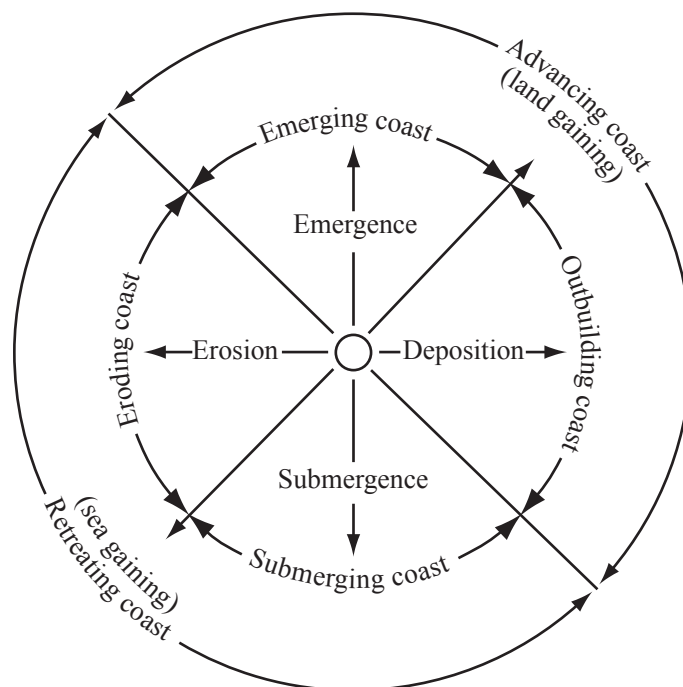 Advancing coast
(land gaining)
Emerging coast
Emergence
Outbuilding coast
Eroding coast
Erosion
Deposition
Submergence
Submerging coast
(sea gaining)
Retreating coast